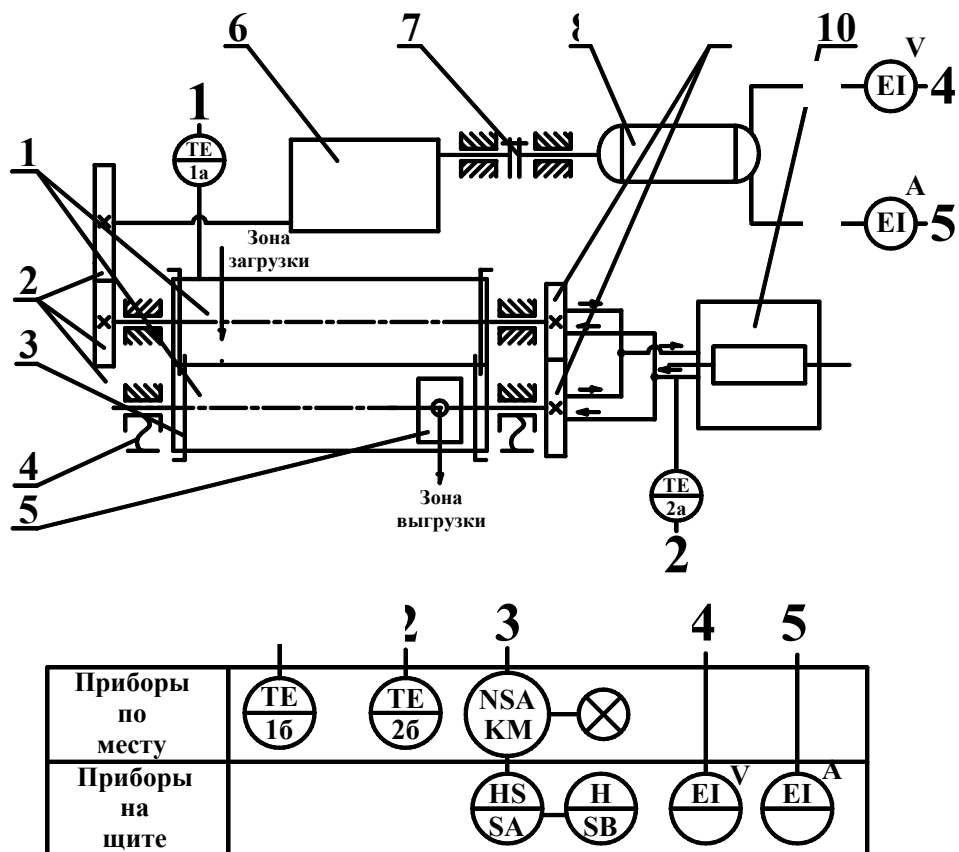 6
7
10
V
EI
4
1
TE
1а
1
A
EI
5
Зона
загрузки
2
3
4
5
Зона
выгрузки
TE
2а
2
2
3
4
5
Приборы
по
месту
TE
1б
TE
2б
NSA
KM
Приборы
на
щите
HS
SA
H
SB
EI
V
EI
A